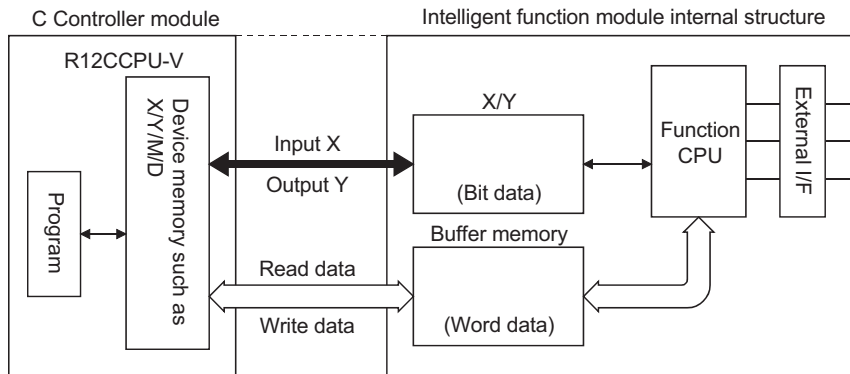 C Controller module
Intelligent function module internal structure
R12CCPU-V
Program
Device memory such as
X/Y/M/D
Input X
Output Y
Read data
Write data
X/Y
(Bit data)
Buffer memory
(Word data)
Function
CPU
External I/F